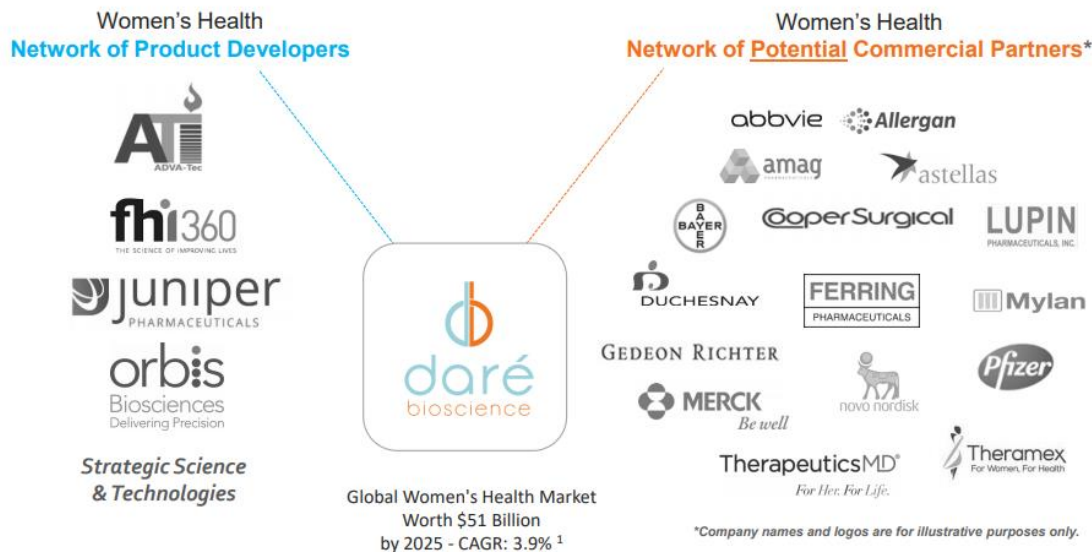 Women's Health
Network of Product Developers
ATI
ADVA-Tec
fhi360
THE SCIENCE OF IMPROVING LIVES
juniper
PHARMACEUTICALS
orbis
Biosciences
Delivering Precision
Strategic Science
& Technologies
daré
bioscience
Global Women's Health Market
Worth $51 Billion
by 2025 - CAGR: 3.9% 1
Women's Health
Network of Potential Commercial Partners*
abbvie
Allergan
amag
PHARMACEUTICALS
astellas
BAYER
BAYER
CooperSurgical
LUPIN
PHARMACEUTICALS, INC.
DUCHESNAY
FERRING
PHARMACEUTICALS
Mylan
GEDEON RICHTER
Pfizer
MERCK
Be well
novo nordisk
TherapeuticsMD®
For Her. For Life.
Theramex
For Women, For Health
*Company names and logos are for illustrative purposes only.